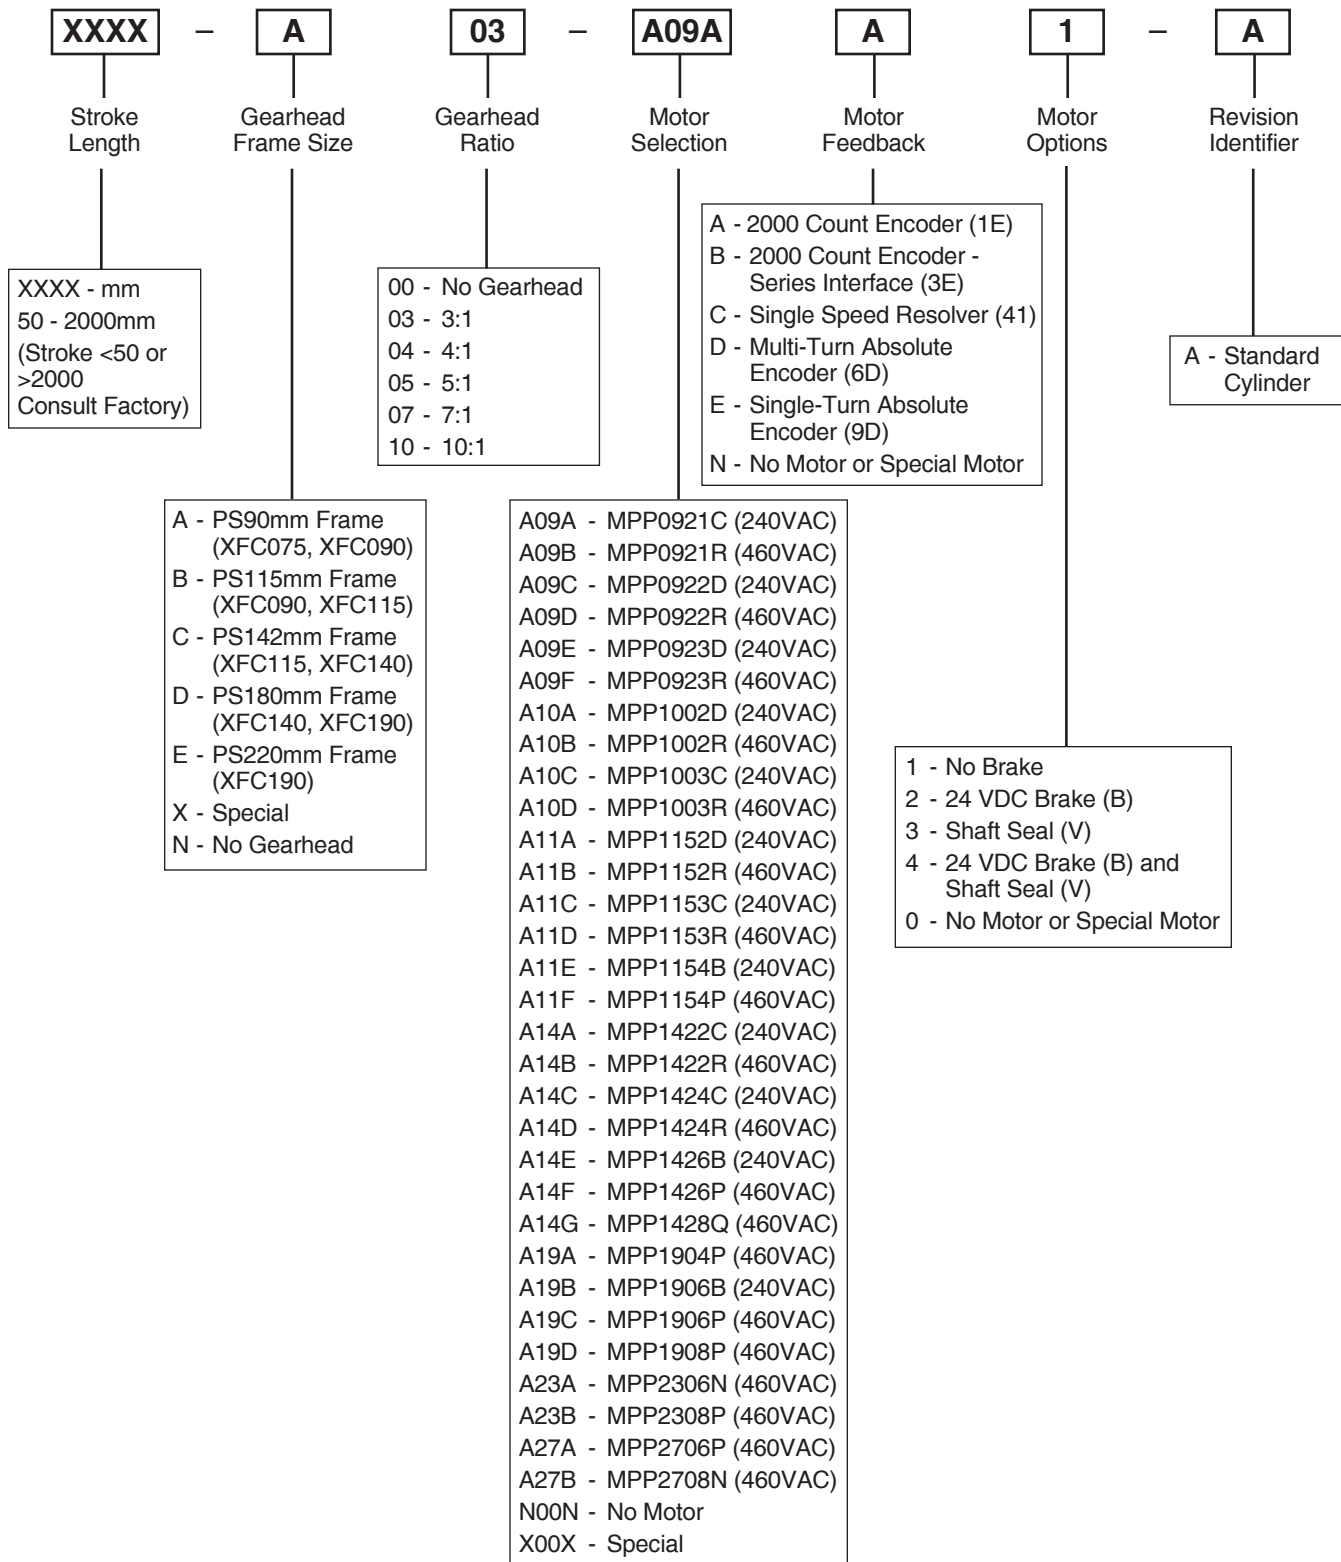 XXXX – A 03 – A09A A 1 – A
Stroke
Length
Gearhead
Frame Size
Gearhead
Ratio
Motor
Selection
Motor
Feedback
Motor
Options
Revision
Identifier
XXXX - mm
50 - 2000mm
(Stroke <50 or
>2000
Consult Factory)
A - PS90mm Frame
(XFC075, XFC090)
B - PS115mm Frame
(XFC090, XFC115)
C - PS142mm Frame
(XFC115, XFC140)
D - PS180mm Frame
(XFC140, XFC190)
E - PS220mm Frame
(XFC190)
X - Special
N - No Gearhead
00 - No Gearhead
03 - 3:1
04 - 4:1
05 - 5:1
07 - 7:1
10 - 10:1
A09A - MPP0921C (240VAC)
A09B - MPP0921R (460VAC)
A09C - MPP0922D (240VAC)
A09D - MPP0922R (460VAC)
A09E - MPP0923D (240VAC)
A09F - MPP0923R (460VAC)
A10A - MPP1002D (240VAC)
A10B - MPP1002R (460VAC)
A10C - MPP1003C (240VAC)
A10D - MPP1003R (460VAC)
A11A - MPP1152D (240VAC)
A11B - MPP1152R (460VAC)
A11C - MPP1153C (240VAC)
A11D - MPP1153R (460VAC)
A11E - MPP1154B (240VAC)
A11F - MPP1154P (460VAC)
A14A - MPP1422C (240VAC)
A14B - MPP1422R (460VAC)
A14C - MPP1424C (240VAC)
A14D - MPP1424R (460VAC)
A14E - MPP1426B (240VAC)
A14F - MPP1426P (460VAC)
A14G - MPP1428Q (460VAC)
A19A - MPP1904P (460VAC)
A19B - MPP1906B (240VAC)
A19C - MPP1906P (460VAC)
A19D - MPP1908P (460VAC)
A23A - MPP2306N (460VAC)
A23B - MPP2308P (460VAC)
A27A - MPP2706P (460VAC)
A27B - MPP2708N (460VAC)
N00N - No Motor
X00X - Special
A - 2000 Count Encoder (1E)
B - 2000 Count Encoder -
Series Interface (3E)
C - Single Speed Resolver (41)
D - Multi-Turn Absolute
Encoder (6D)
E - Single-Turn Absolute
Encoder (9D)
N - No Motor or Special Motor
1 - No Brake
2 - 24 VDC Brake (B)
3 - Shaft Seal (V)
4 - 24 VDC Brake (B) and
Shaft Seal (V)
0 - No Motor or Special Motor
A - Standard
Cylinder